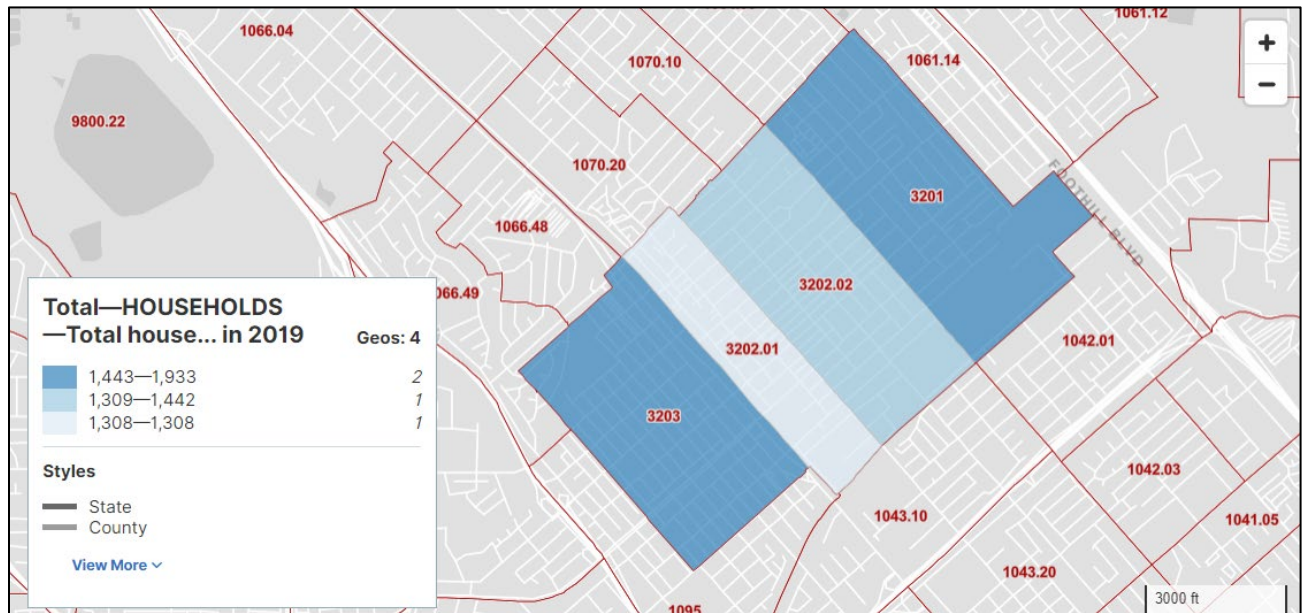 1061.12
1066.04
1070.10
1061.14
+
−
9800.22
1070.20
FOOTHILL BLVD
3201
1066.48
3202.02
1066.49
Total—HOUSEHOLDS
—Total house... in 2019 Geos: 4
1,443—1,933 2
1,309—1,442 1
1,308—1,308 1
Styles
State
County
View More
3202.01
1042.01
3203
1042.03
1043.10
1041.05
1043.20
1095
3000 ft